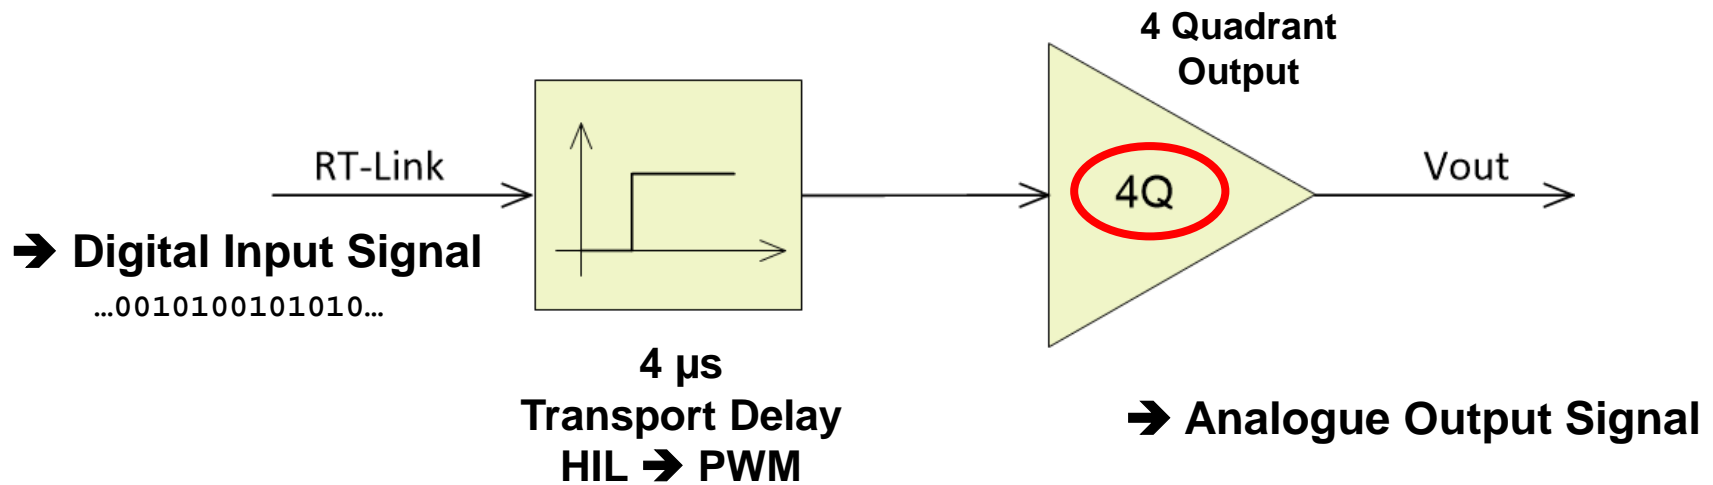 4 Quadrant
Output
RT-Link
4Q
Vout
➔ Digital Input Signal
…0010100101010…
4 µs
Transport Delay
HIL ➔ PWM
➔ Analogue Output Signal